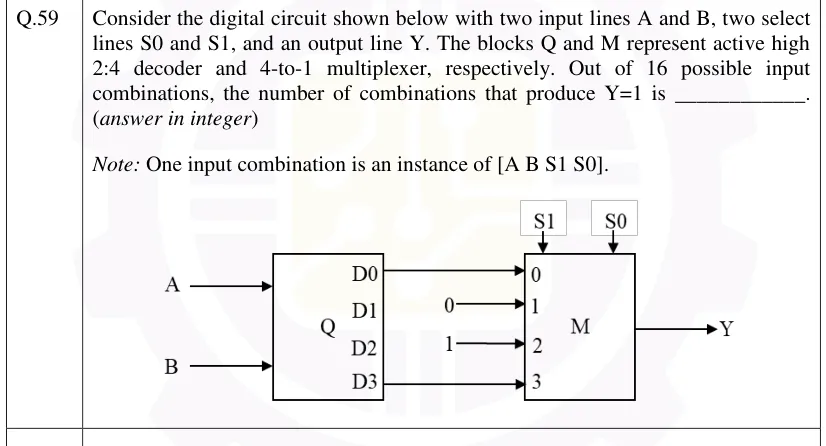 Q.59 Consider the digital circuit shown below with two input lines A and B, two select
lines S0 and S1, and an output line Y. The blocks Q and M represent active high
2:4 decoder and 4-to-1 multiplexer, respectively. Out of 16 possible input
combinations, the number of combinations that produce Y=1 is ____________.
(answer in integer)
Note: One input combination is an instance of [A B S1 S0].
S1 S0
A D0 0
D1 0 1
Q M Y
D2 1 2
B D3 3